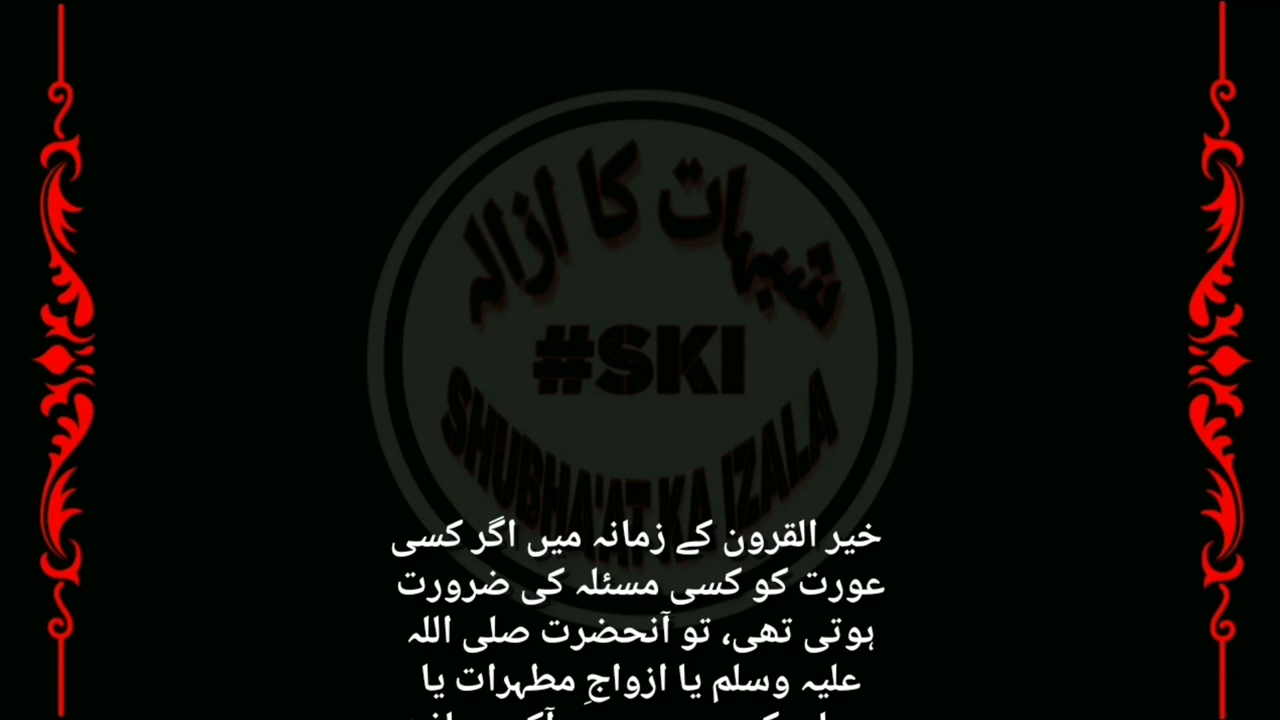 شبہات کا ازالہ
#SKI
SHUBHA'AT KA IZALA
خیر القرون کے زمانہ میں اگر کسی
عورت کو کسی مسئلہ کی ضرورت
ہوتی تھی، تو آنحضرت صلی اللہ
علیہ وسلم یا ازواجِ مطہرات یا